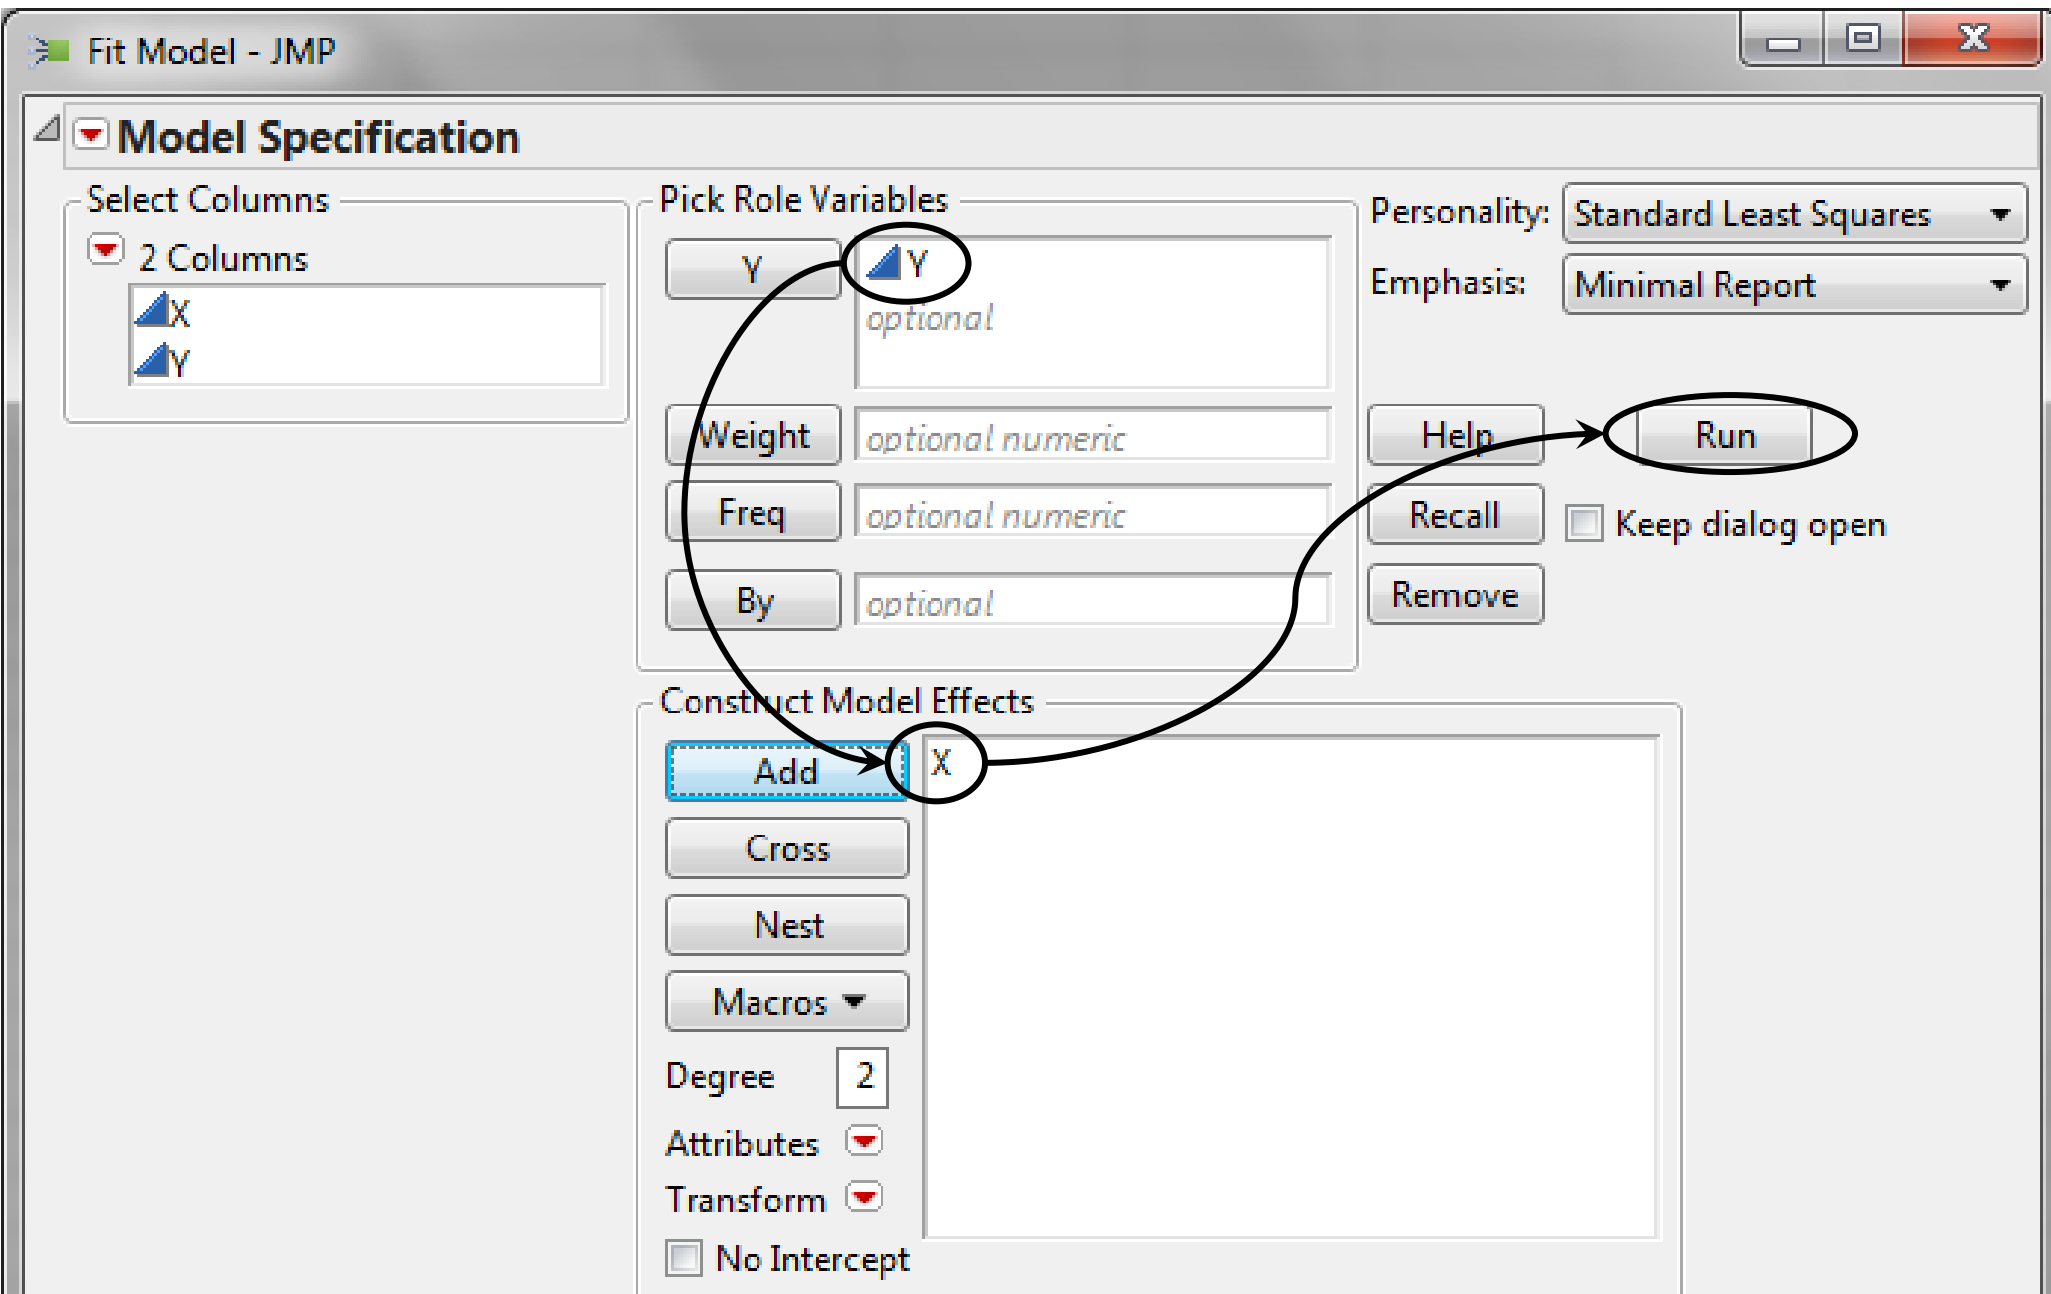 Fit Model - JMP
Model Specification
Select Columns
2 Columns
X
Y
Pick Role Variables
Y
Y
optional
Weight
optional numeric
Freq
optional numeric
By
optional
Personality:
Standard Least Squares
Emphasis:
Minimal Report
Help
Run
Recall
Keep dialog open
Remove
Construct Model Effects
Add
X
Cross
Nest
Macros
Degree
2
Attributes
Transform
No Intercept